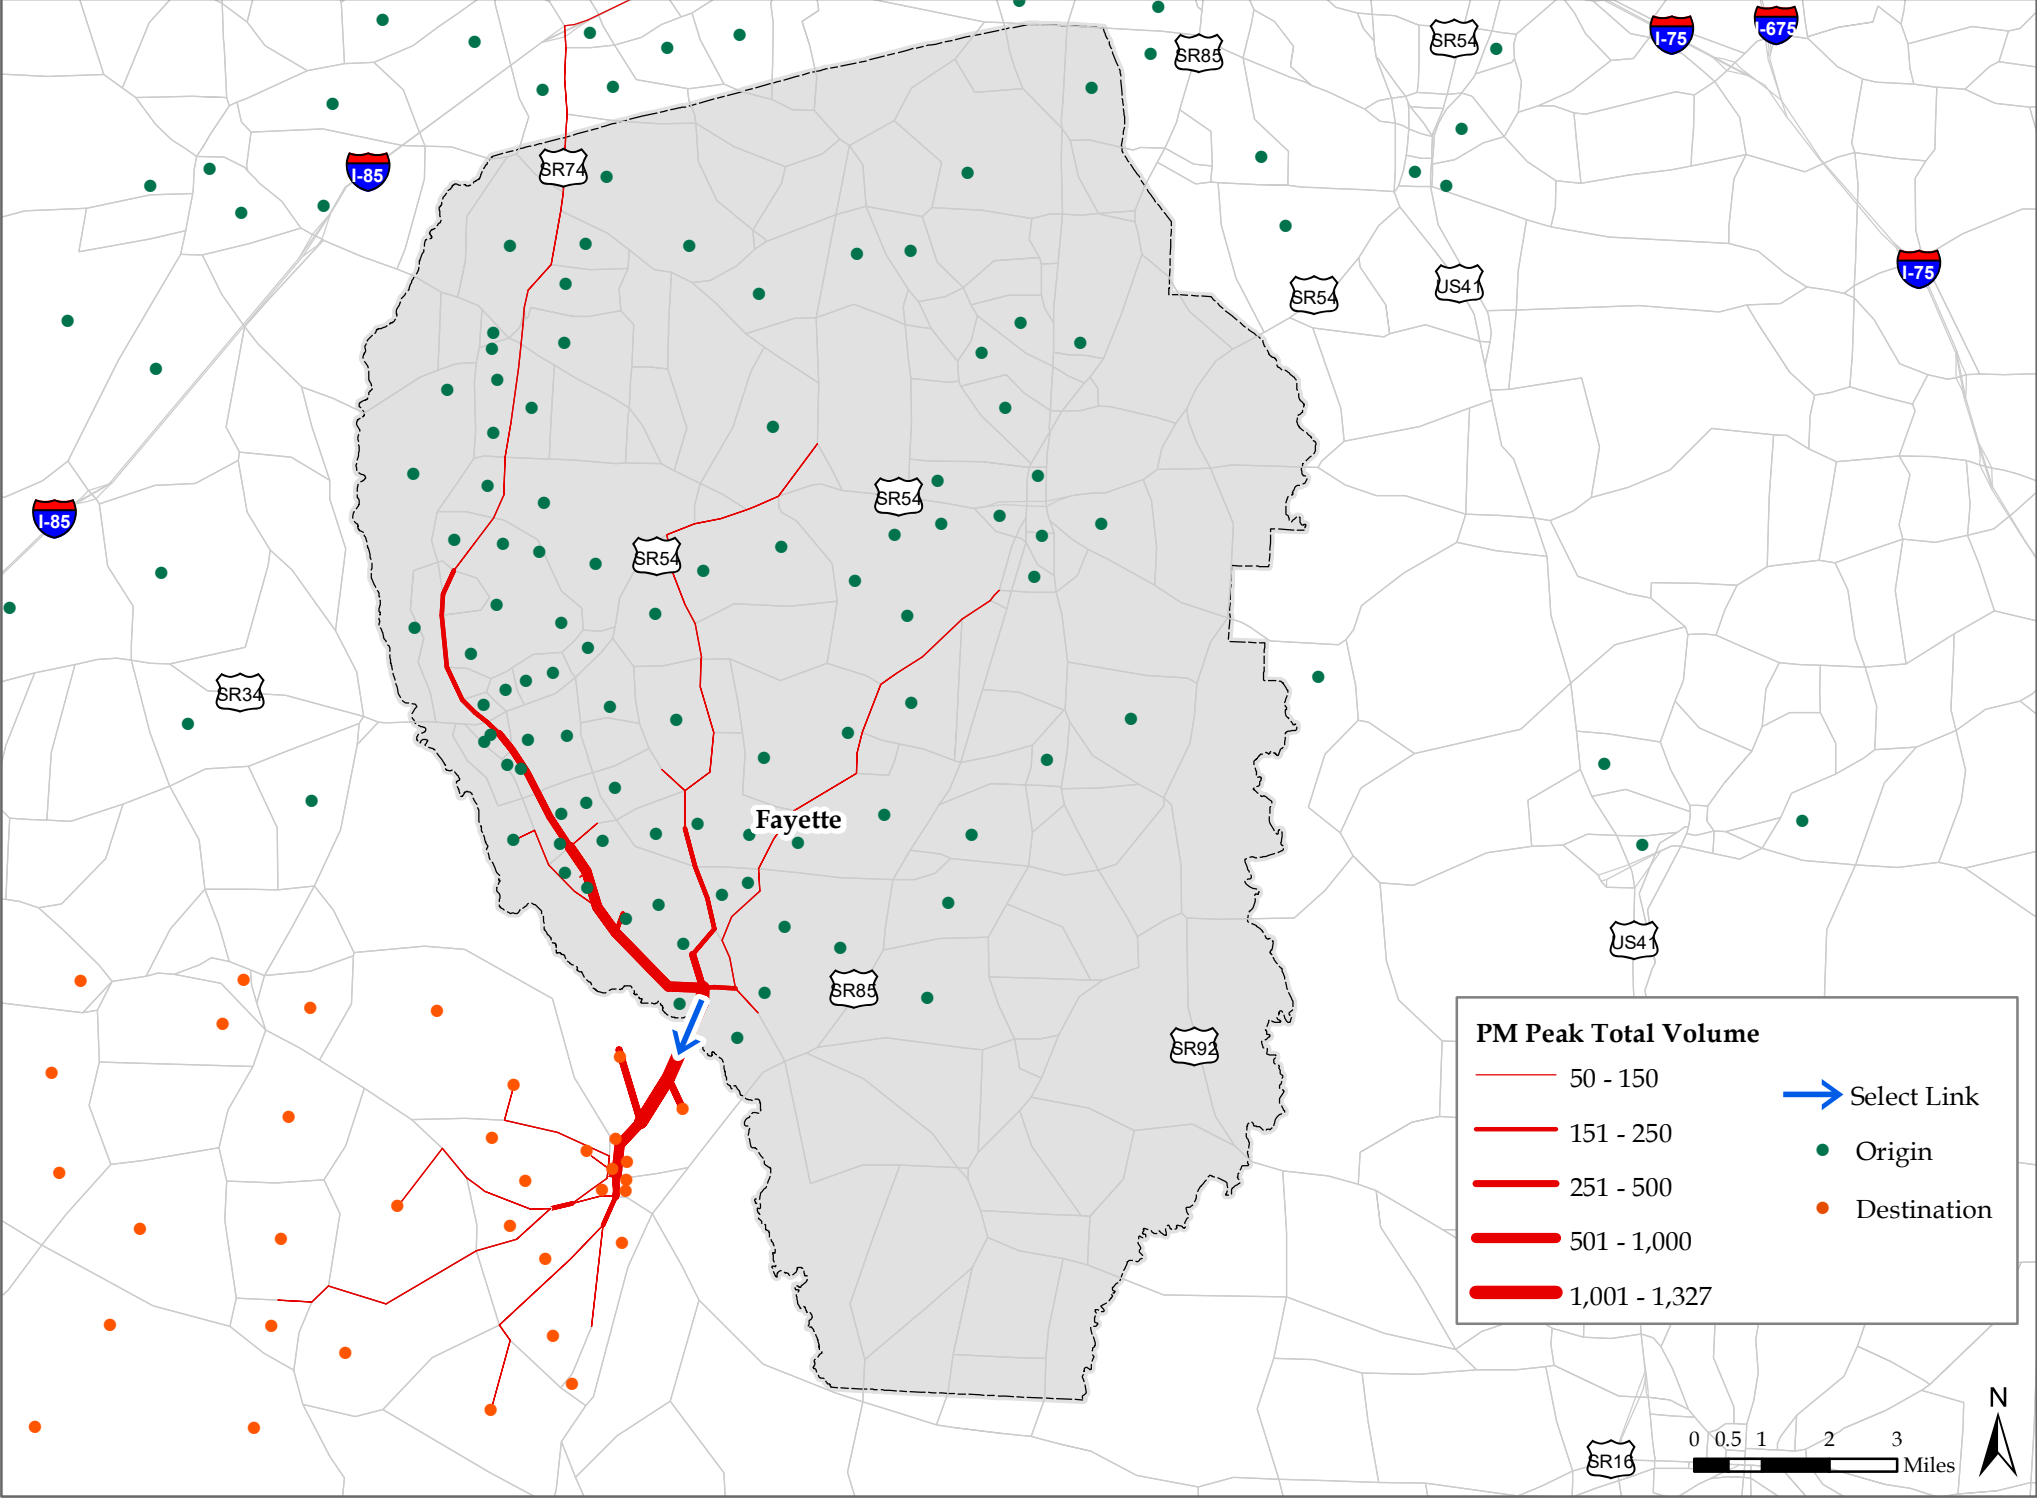 SR85
SR54
I-75
I-675
I-85
SR74
I-75
SR54
US41
SR54
I-85
SR54
SR34
Fayette
US41
SR85
SR92
PM Peak Total Volume
50 - 150
151 - 250
251 - 500
501 - 1,000
1,001 - 1,327
Select Link
Origin
Destination
N
0 0.5 1 2 3
Miles
SR16